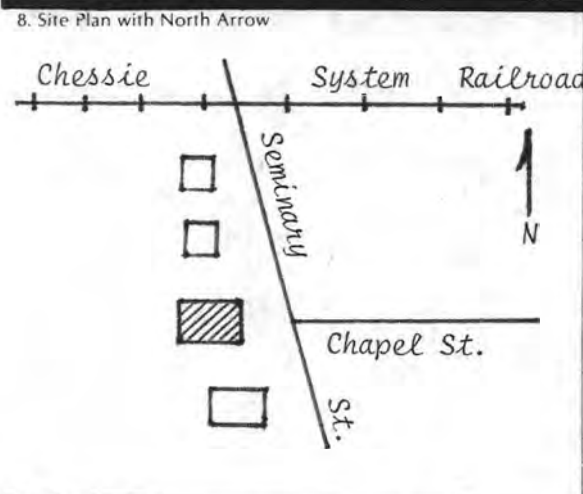 8. Site Plan with North Arrow
Chessie System Railroad
Seminary St.
N
Chapel St.